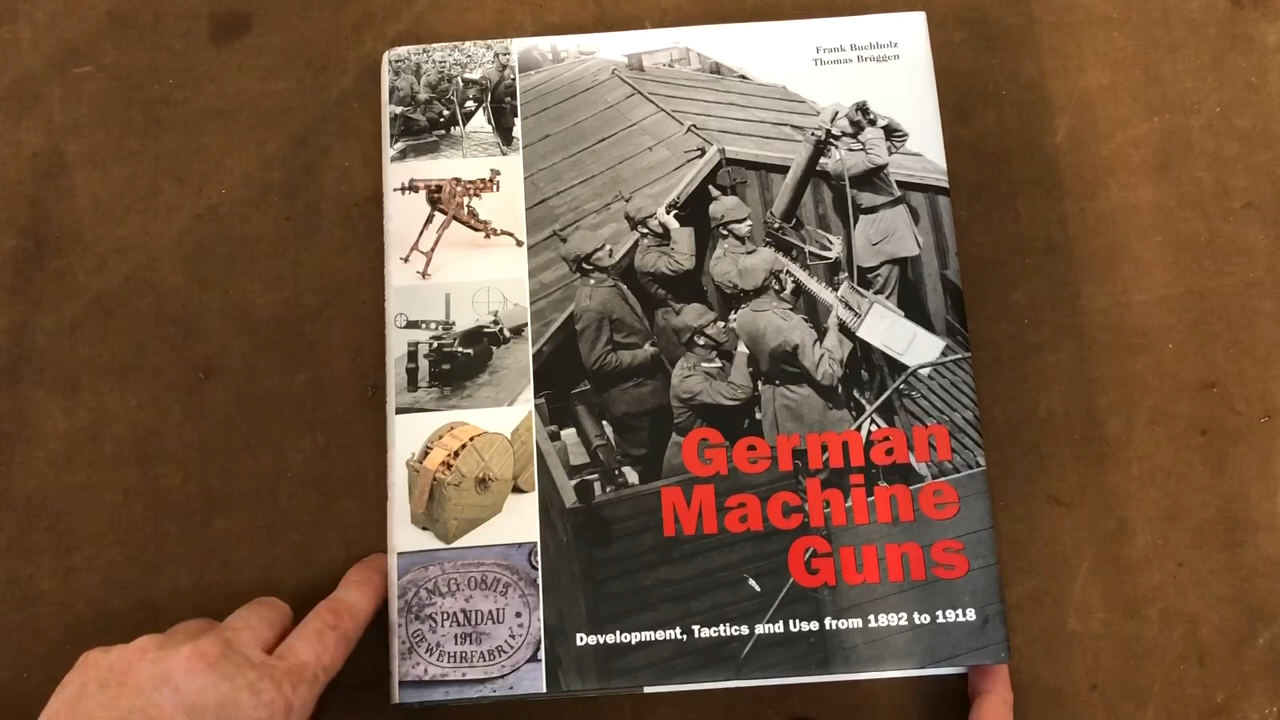 Frank Buchholz
Thomas Brüggen
German
Machine
Guns
Development, Tactics and Use from 1892 to 1918
M.G. 08/15.
SPANDAU
1916
GEWEHRFABRIK